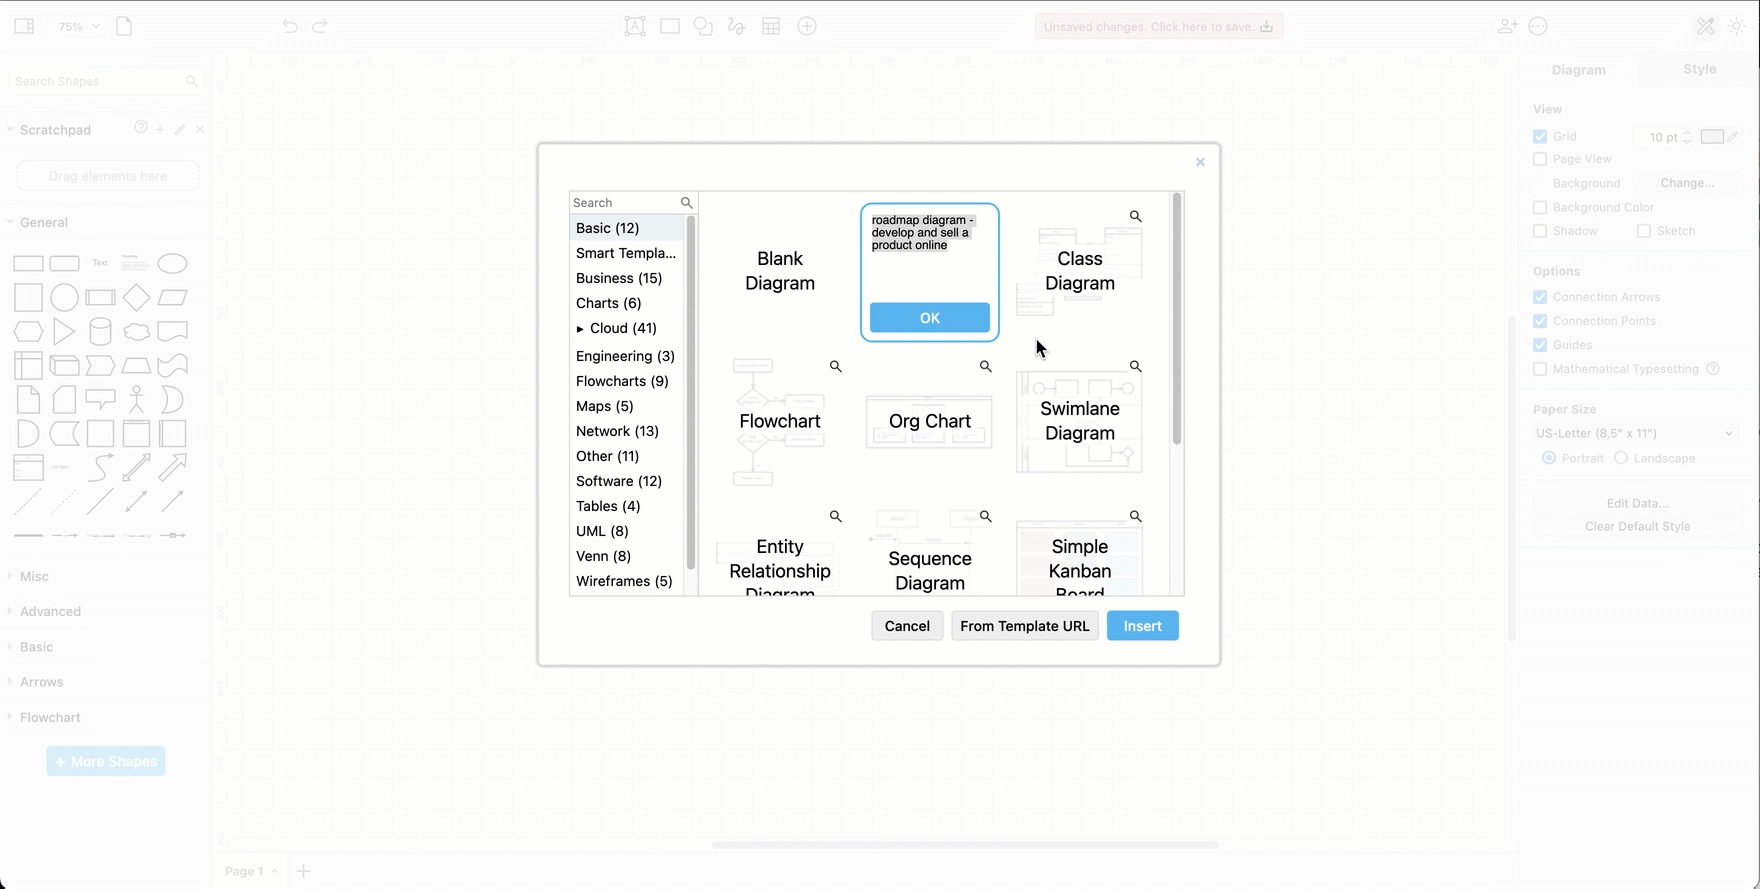 75%
Unsaved changes. Click here to save.
Search Shapes
Scratchpad
Drag elements here
General
Text
Misc
Advanced
Basic
Arrows
Flowchart
+ More Shapes
Search
Basic (12)
Smart Templa...
Business (15)
Charts (6)
Cloud (41)
Engineering (3)
Flowcharts (9)
Maps (5)
Network (13)
Other (11)
Software (12)
Tables (4)
UML (8)
Venn (8)
Wireframes (5)
Blank
Diagram
roadmap diagram -
develop and sell a
product online
OK
Class
Diagram
Flowchart
Org Chart
Swimlane
Diagram
Entity
Relationship
Diagram
Sequence
Diagram
Simple
Kanban
Board
Cancel
From Template URL
Insert
Diagram
Style
View
Grid
10 pt
Page View
Background
Change...
Background Color
Shadow
Sketch
Options
Connection Arrows
Connection Points
Guides
Mathematical Typesetting
Paper Size
US-Letter (8,5" x 11")
Portrait
Landscape
Edit Data...
Clear Default Style
Page 1